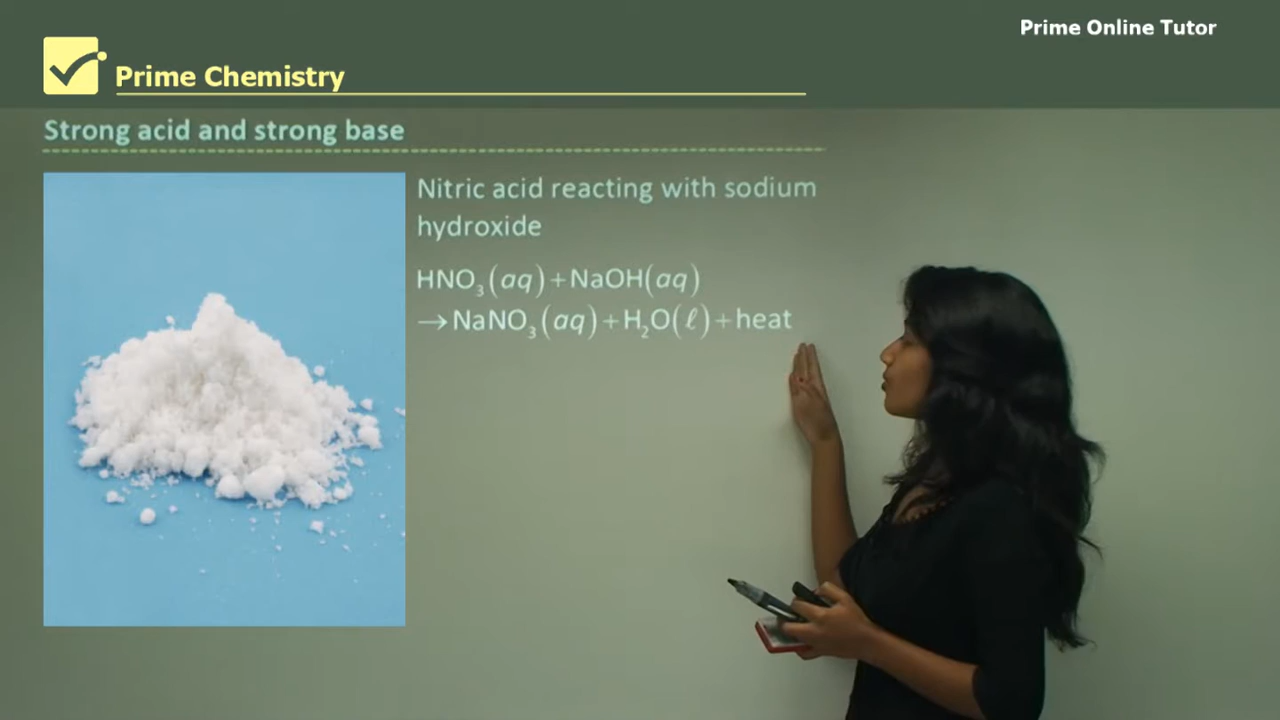 Prime Online Tutor
Prime Chemistry
Strong acid and strong base
Nitric acid reacting with sodium
hydroxide
HNO₃(aq)+NaOH(aq)
→NaNO₃(aq)+H₂O(ℓ)+heat